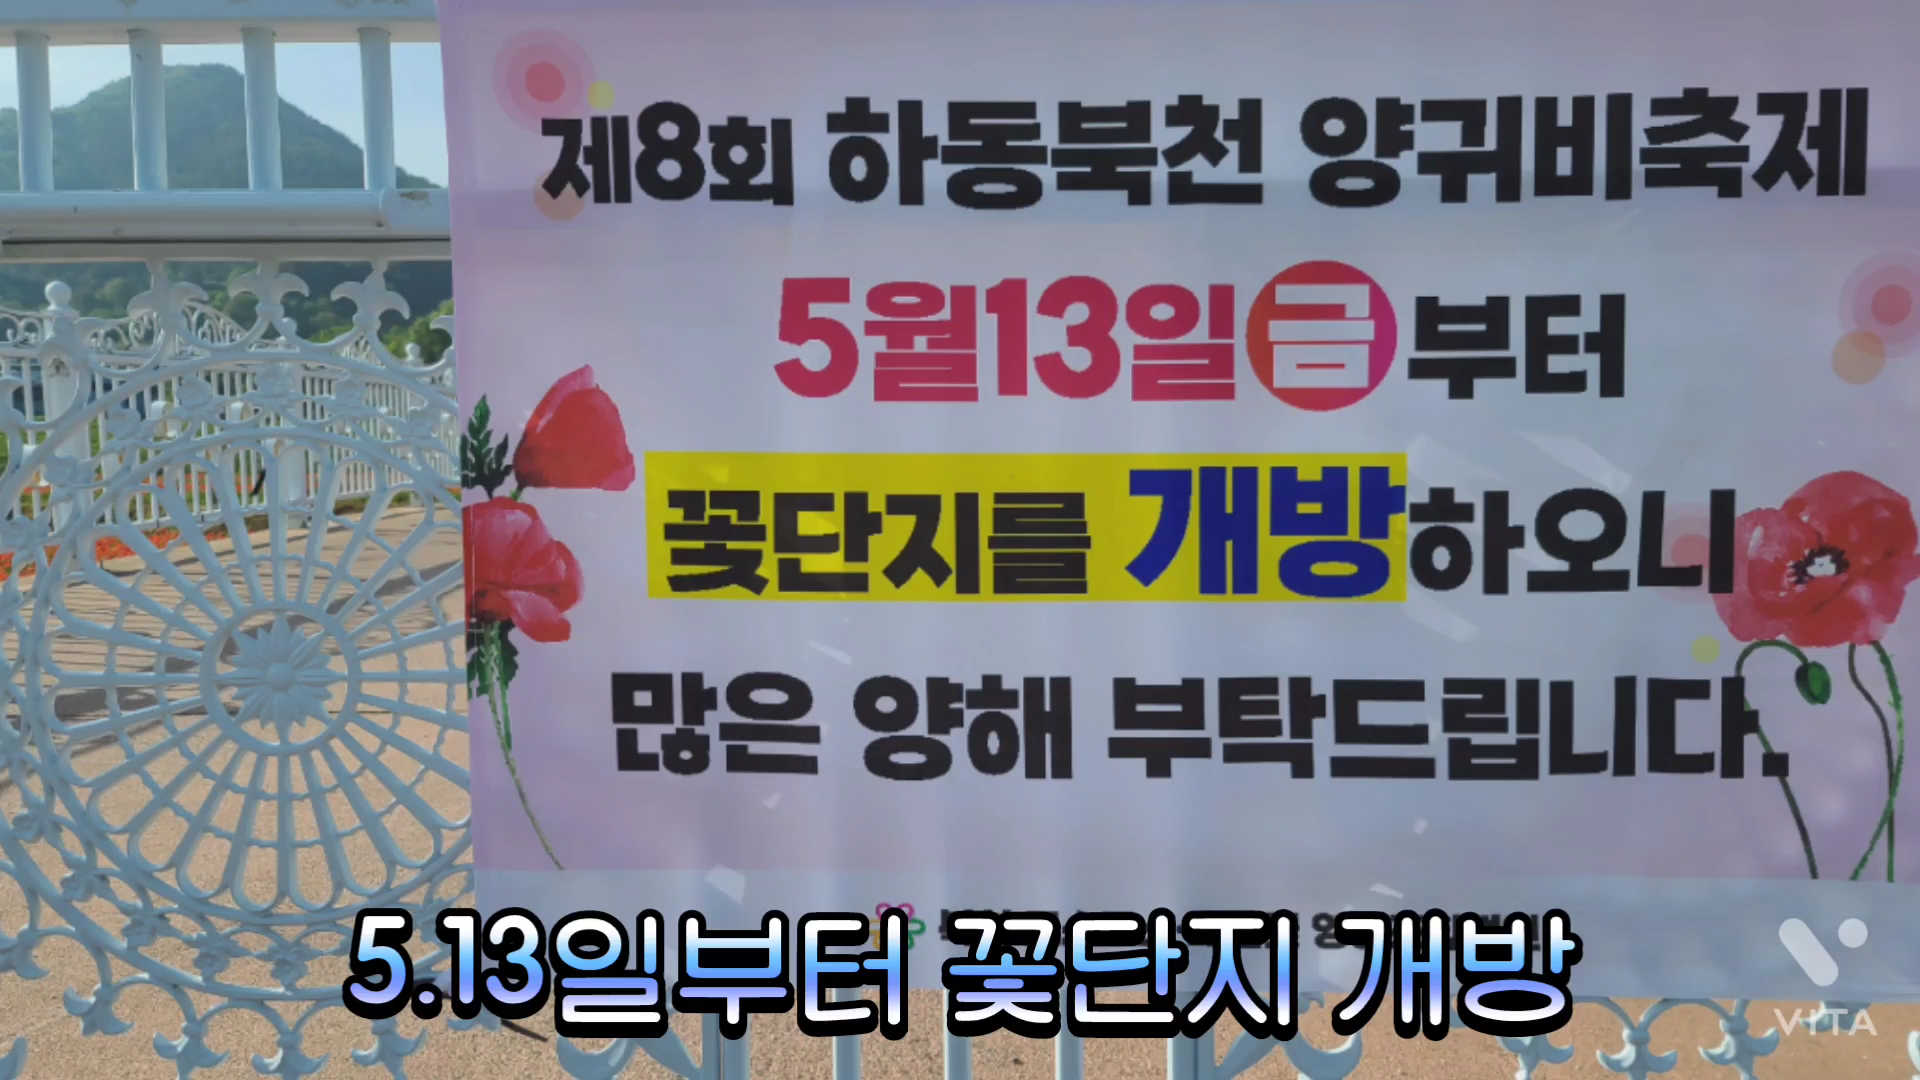 제8회 하동북천 양귀비축제
5월13일 금 부터
꽃단지를 개방하오니
많은 양해 부탁드립니다.
5.13일부터 꽃단지 개방
VITA